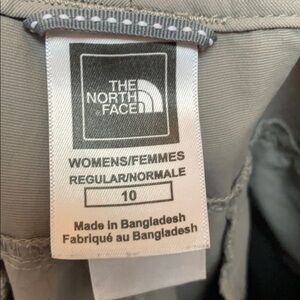 THE
NORTH
FACE
WOMENS/FEMMES
REGULAR/NORMALE
10
Made in Bangladesh
Fabriqué au Bangladesh